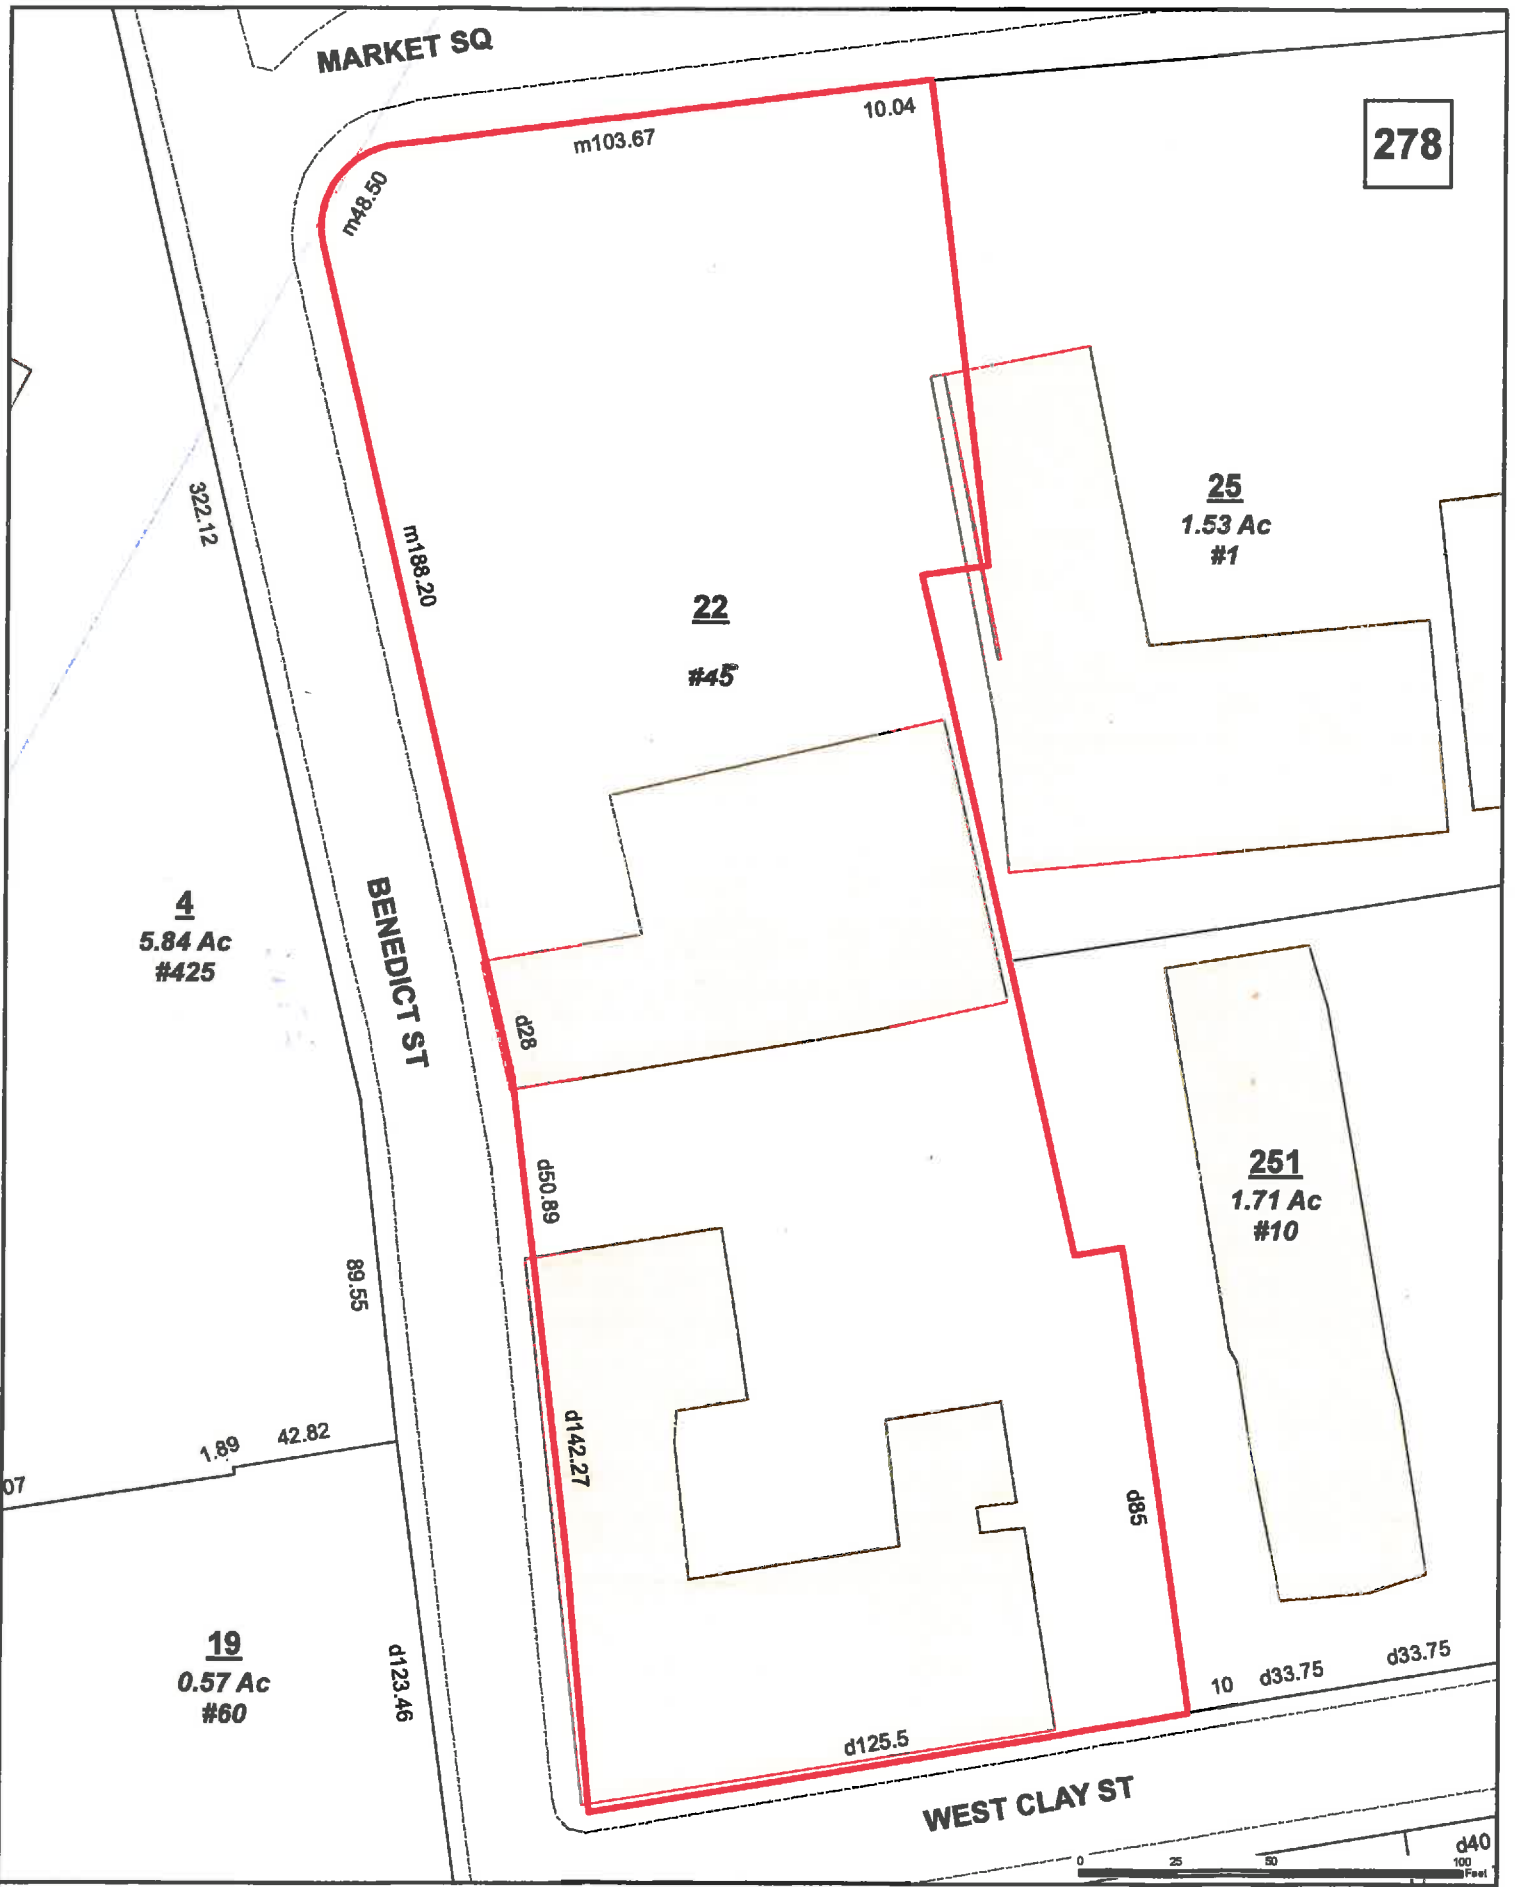 MARKET SQ
10.04
m103.67
278
m48.50
322.12
m188.20
25
1.53 Ac
#1
22
#45
4
5.84 Ac
#425
BENEDICT ST
d28
d50.89
251
1.71 Ac
#10
89.55
d142.27
1.89
42.82
07
d85
19
0.57 Ac
#60
d123.46
10
d33.75
d33.75
d125.5
WEST CLAY ST
d40
0
25
50
100
Feet